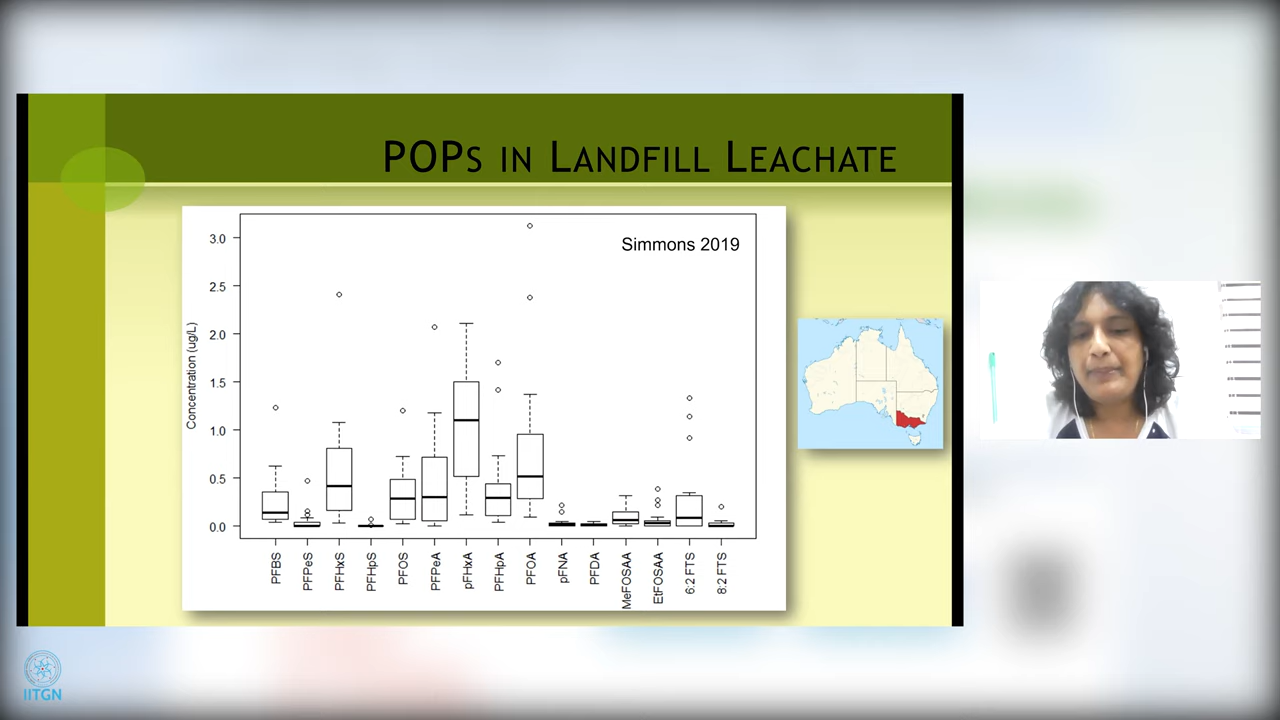 POPs in Landfill Leachate
Simmons 2019
Concentration (ug/L)
3.0
2.5
2.0
1.5
1.0
0.5
0.0
PFBS
PFPeS
PFHxS
PFHpS
PFOS
PFPeA
pFHxA
PFHpA
PFOA
pFNA
PFDA
MeFOSAA
EtFOSAA
6:2 FTS
8:2 FTS
IITGN